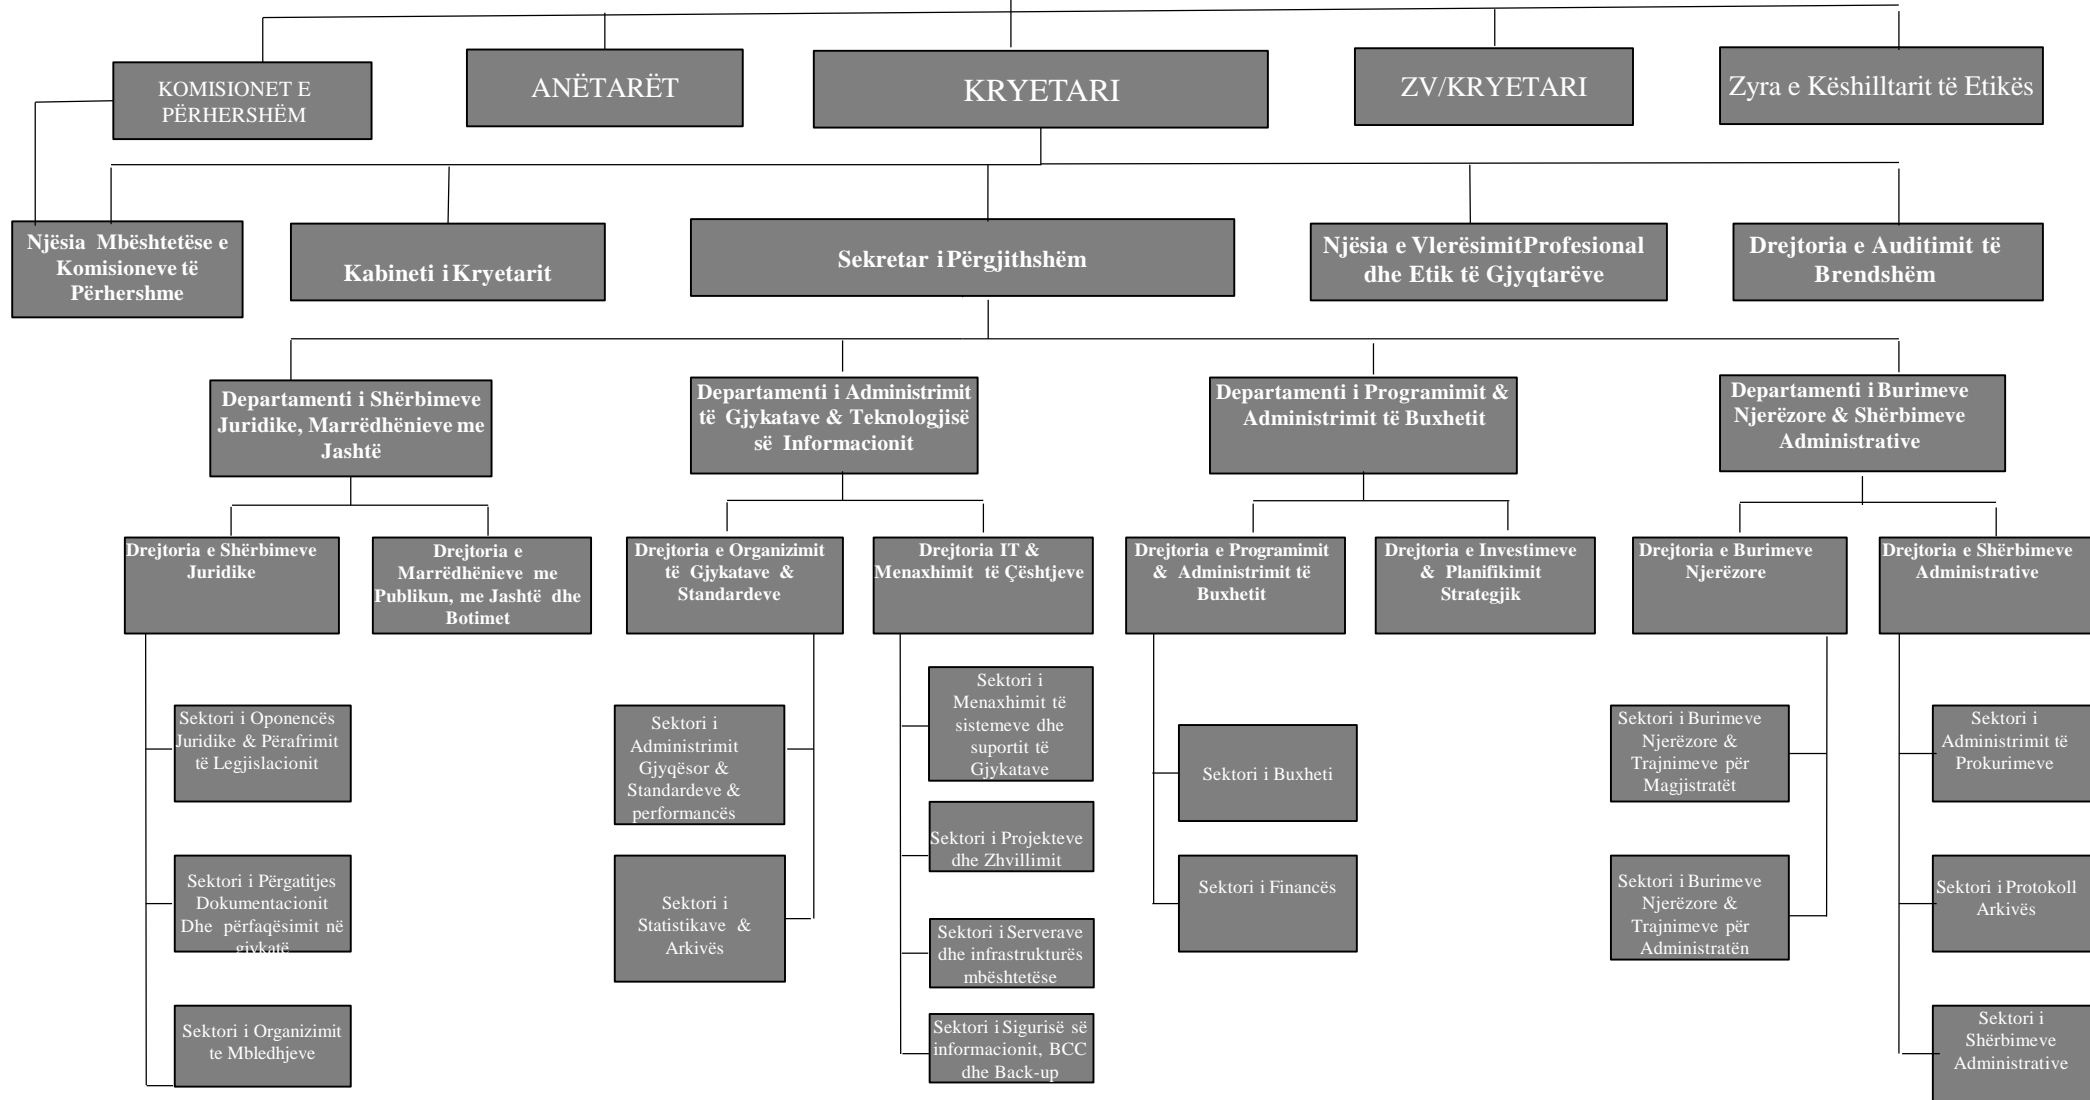 KOMISIONET E
PËRHERSHËM
ANËTARËT
KRYETARI
ZV/KRYETARI
Zyra e Këshilltarit të Etikës
Njësia Mbështetëse e
Komisioneve të
Përhershme
Kabineti i Kryetarit
Sekretar i Përgjithshëm
Njësia e Vlerësimit Profesional
dhe Etik të Gjyqtarëve
Drejtoria e Auditimit të
Brendshëm
Departamenti i Shërbimeve
Juridike, Marrëdhënieve me
Jashtë
Departamenti i Administrimit
të Gjykatave & Teknologjisë
së Informacionit
Departamenti i Programimit &
Administrimit të Buxhetit
Departamenti i Burimeve
Njerëzore & Shërbimeve
Administrative
Drejtoria e Shërbimeve
Juridike
Drejtoria e
Marrëdhënieve me
Publikun, me Jashtë dhe
Botimet
Drejtoria e Organizimit
të Gjykatave &
Standardeve
Drejtoria IT &
Menaxhimit të Çështjeve
Drejtoria e Programimit
& Administrimit të
Buxhetit
Drejtoria e Investimeve
& Planifikimit
Strategjik
Drejtoria e Burimeve
Njerëzore
Drejtoria e Shërbimeve
Administrative
Sektori i Oponencës
Juridike & Përafrimit
të Legjislacionit
Sektori i Përgatitjes
Dokumentacionit
Dhe përfaqësimit në
gjykatë
Sektori i Organizimit
te Mbledhjeve
Sektori i
Administrimit
Gjyqësor &
Standardeve &
performancës
Sektori i
Statistikave &
Arkivës
Sektori i
Menaxhimit të
sistemeve dhe
suportit të
Gjykatave
Sektori i Projekteve
dhe Zhvillimit
Sektori i Serverave
dhe infrastrukturës
mbështetëse
Sektori i Sigurisë së
informacionit, BCC
dhe Back-up
Sektori i Buxheti
Sektori i Financës
Sektori i Burimeve
Njerëzore &
Trajnimeve për
Magjistratët
Sektori i Burimeve
Njerëzore &
Trajnimeve për
Administratën
Sektori i
Administrimit të
Prokurimeve
Sektori i Protokoll
Arkivës
Sektori i
Shërbimeve
Administrative